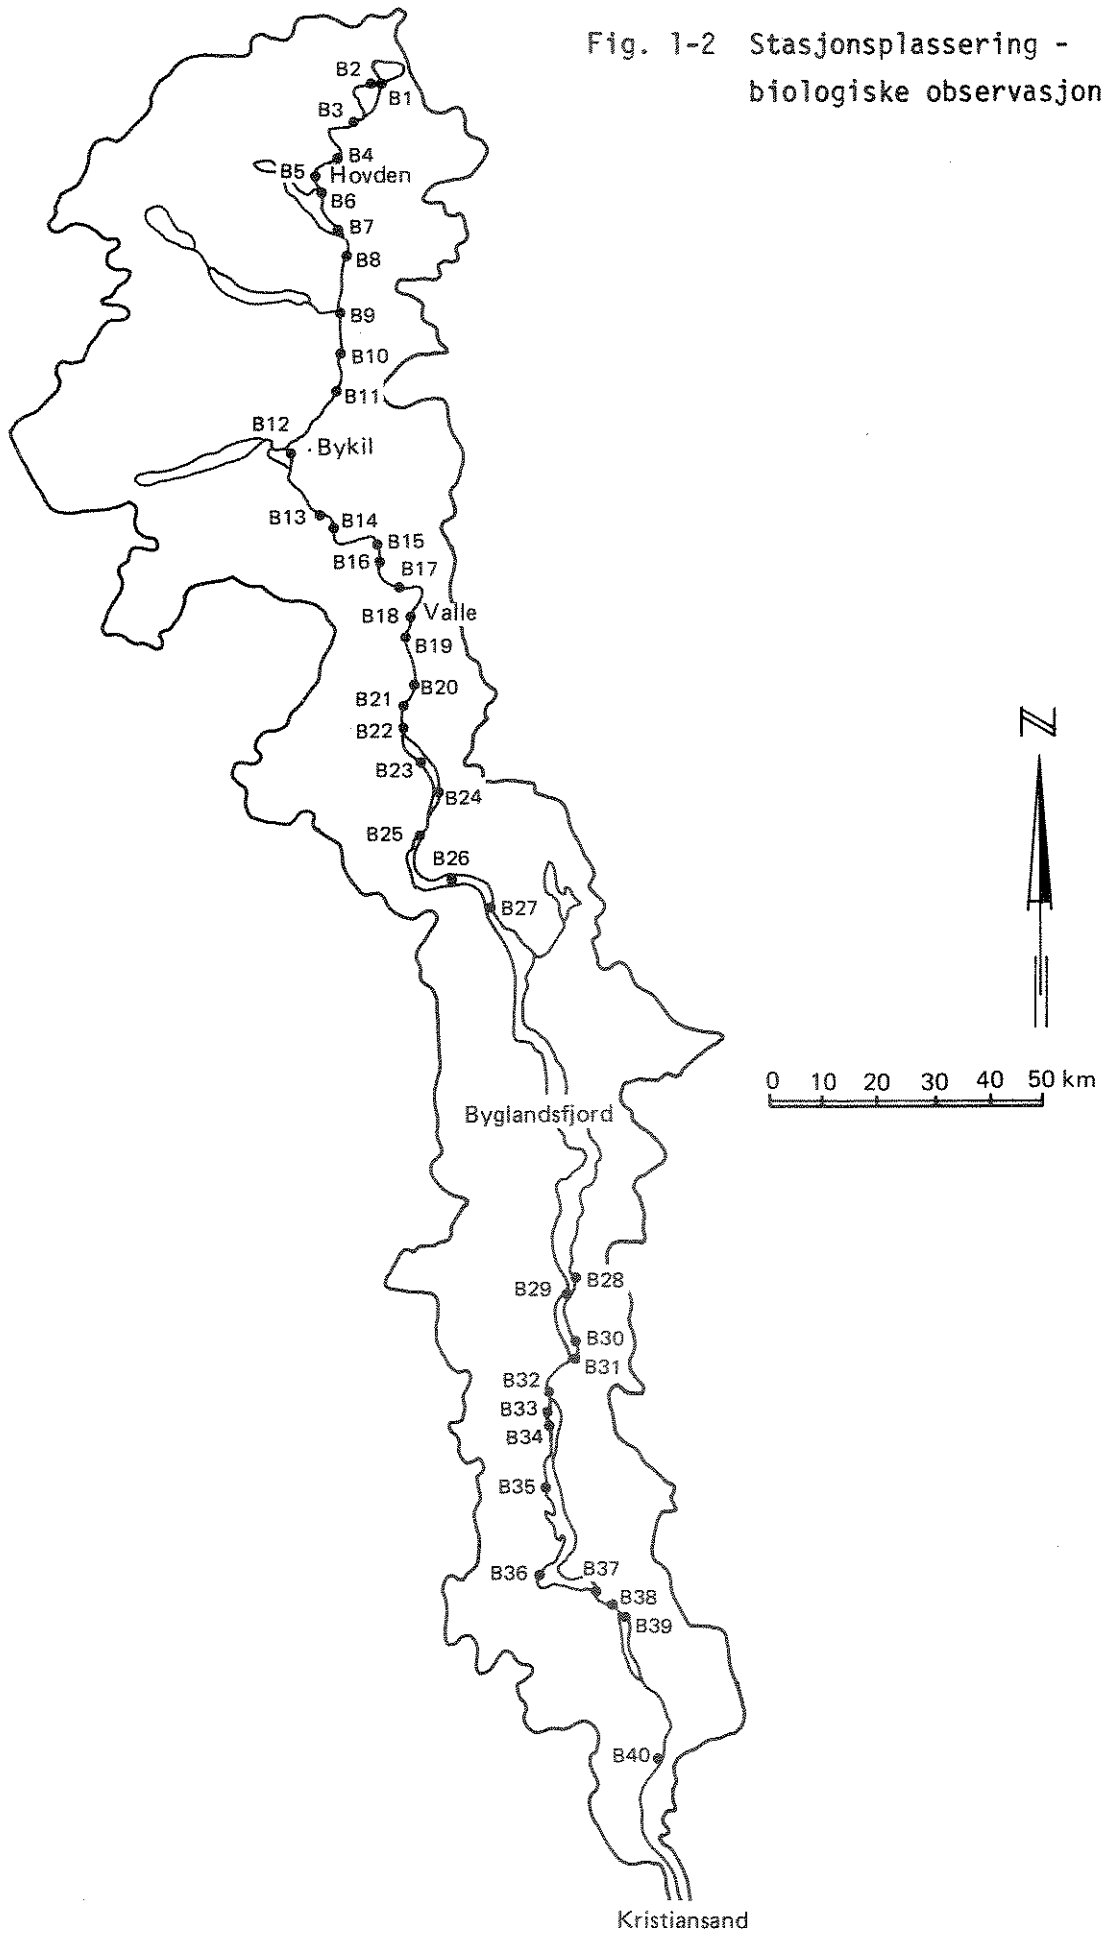 Fig. 1-2 Stasjonsplassering -
biologiske observasjon
B2
B1
B3
B4
B5 Hovden
B6
B7
B8
B9
B10
B11
B12
Bykil
B13
B14
B15
B16
B17
B18
Valle
B19
B20
B21
B22
B23
B24
B25
B26
B27
N
0 10 20 30 40 50 km
Byglandsfjord
B28
B29
B30
B31
B32
B33
B34
B35
B36
B37
B38
B39
B40
Kristiansand